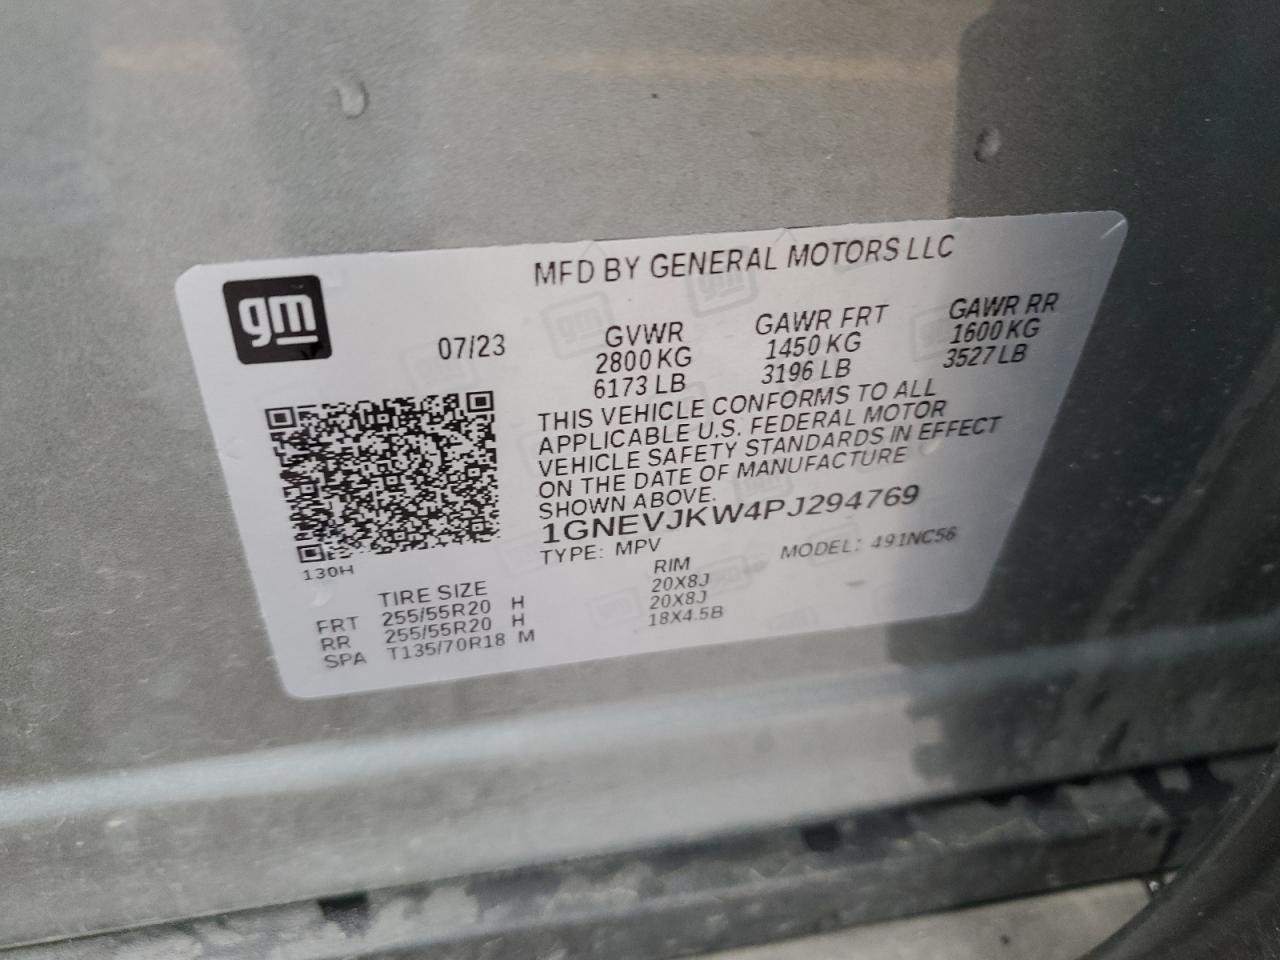 gm
MFD BY GENERAL MOTORS LLC
07/23
GVWR GAWR FRT GAWR RR
2800 KG 1450 KG 1600 KG
6173 LB 3196 LB 3527 LB
THIS VEHICLE CONFORMS TO ALL
APPLICABLE U.S. FEDERAL MOTOR
VEHICLE SAFETY STANDARDS IN EFFECT
ON THE DATE OF MANUFACTURE
SHOWN ABOVE.
1GNEVJKW4PJ294769
TYPE: MPV MODEL: 491NC56
130H
TIRE SIZE RIM
FRT 255/55R20 H 20X8J
RR 255/55R20 H 20X8J
SPA T135/70R18 M 18X4.5B